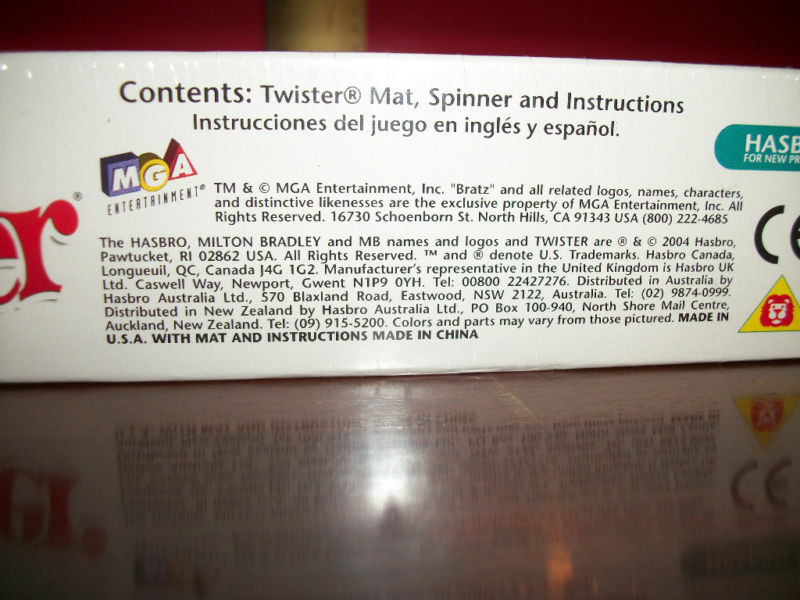 Contents: Twister® Mat, Spinner and Instructions
Instrucciones del juego en inglés y español.
HASB
FOR NEW PR
MGA
ENTERTAINMENT®
TM & © MGA Entertainment, Inc. "Bratz" and all related logos, names, characters,
and distinctive likenesses are the exclusive property of MGA Entertainment, Inc. All
Rights Reserved. 16730 Schoenborn St. North Hills, CA 91343 USA (800) 222-4685
er®
CE
The HASBRO, MILTON BRADLEY and MB names and logos and TWISTER are ® & © 2004 Hasbro,
Pawtucket, RI 02862 USA. All Rights Reserved. ™ and ® denote U.S. Trademarks. Hasbro Canada,
Longueuil, QC, Canada J4G 1G2. Manufacturer's representative in the United Kingdom is Hasbro UK
Ltd. Caswell Way, Newport, Gwent N1P9 0YH. Tel: 00800 22427276. Distributed in Australia by
Hasbro Australia Ltd., 570 Blaxland Road, Eastwood, NSW 2122, Australia. Tel: (02) 9874-0999.
Distributed in New Zealand by Hasbro Australia Ltd., PO Box 100-940, North Shore Mail Centre,
Auckland, New Zealand. Tel: (09) 915-5200. Colors and parts may vary from those pictured. MADE IN
U.S.A. WITH MAT AND INSTRUCTIONS MADE IN CHINA